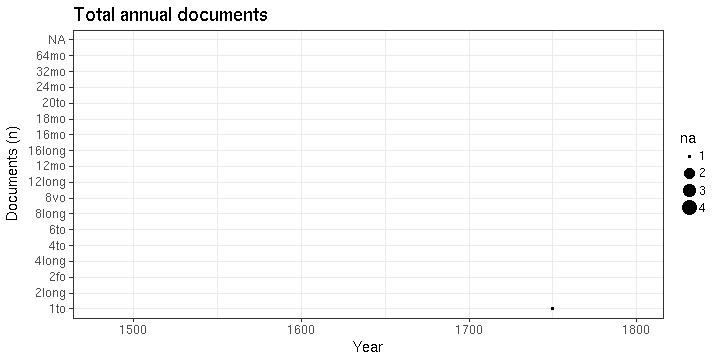 Total annual documents
Documents (n)
NA
64mo
32mo
24mo
20to
18mo
16mo
16long
12mo
12long
8vo
8long
6to
4to
4long
2fo
2long
1to
1500 1600 1700 1800
Year
na
1
2
3
4